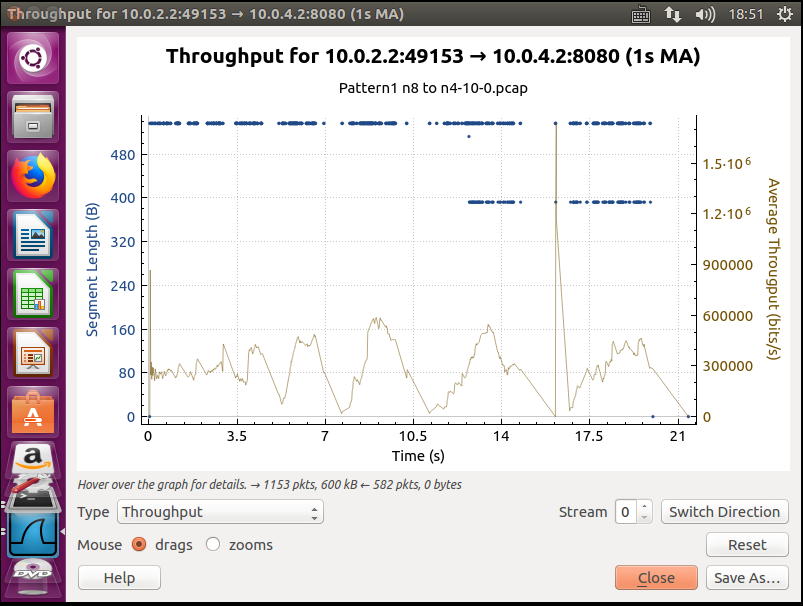 Throughput for 10.0.2.2:49153 → 10.0.4.2:8080 (1s MA)
18:51
Throughput for 10.0.2.2:49153 → 10.0.4.2:8080 (1s MA)
Pattern1 n8 to n4-10-0.pcap
Segment Length (B)
480
400
320
240
160
80
0
Average Througput (bits/s)
1.5·10⁶
1.2·10⁶
900000
600000
300000
0
0 3.5 7 10.5 14 17.5 21
Time (s)
Hover over the graph for details. → 1153 pkts, 600 kB ← 582 pkts, 0 bytes
Type Throughput Stream 0 Switch Direction
Mouse drags zooms Reset
Help Close Save As…
A
a
DVD